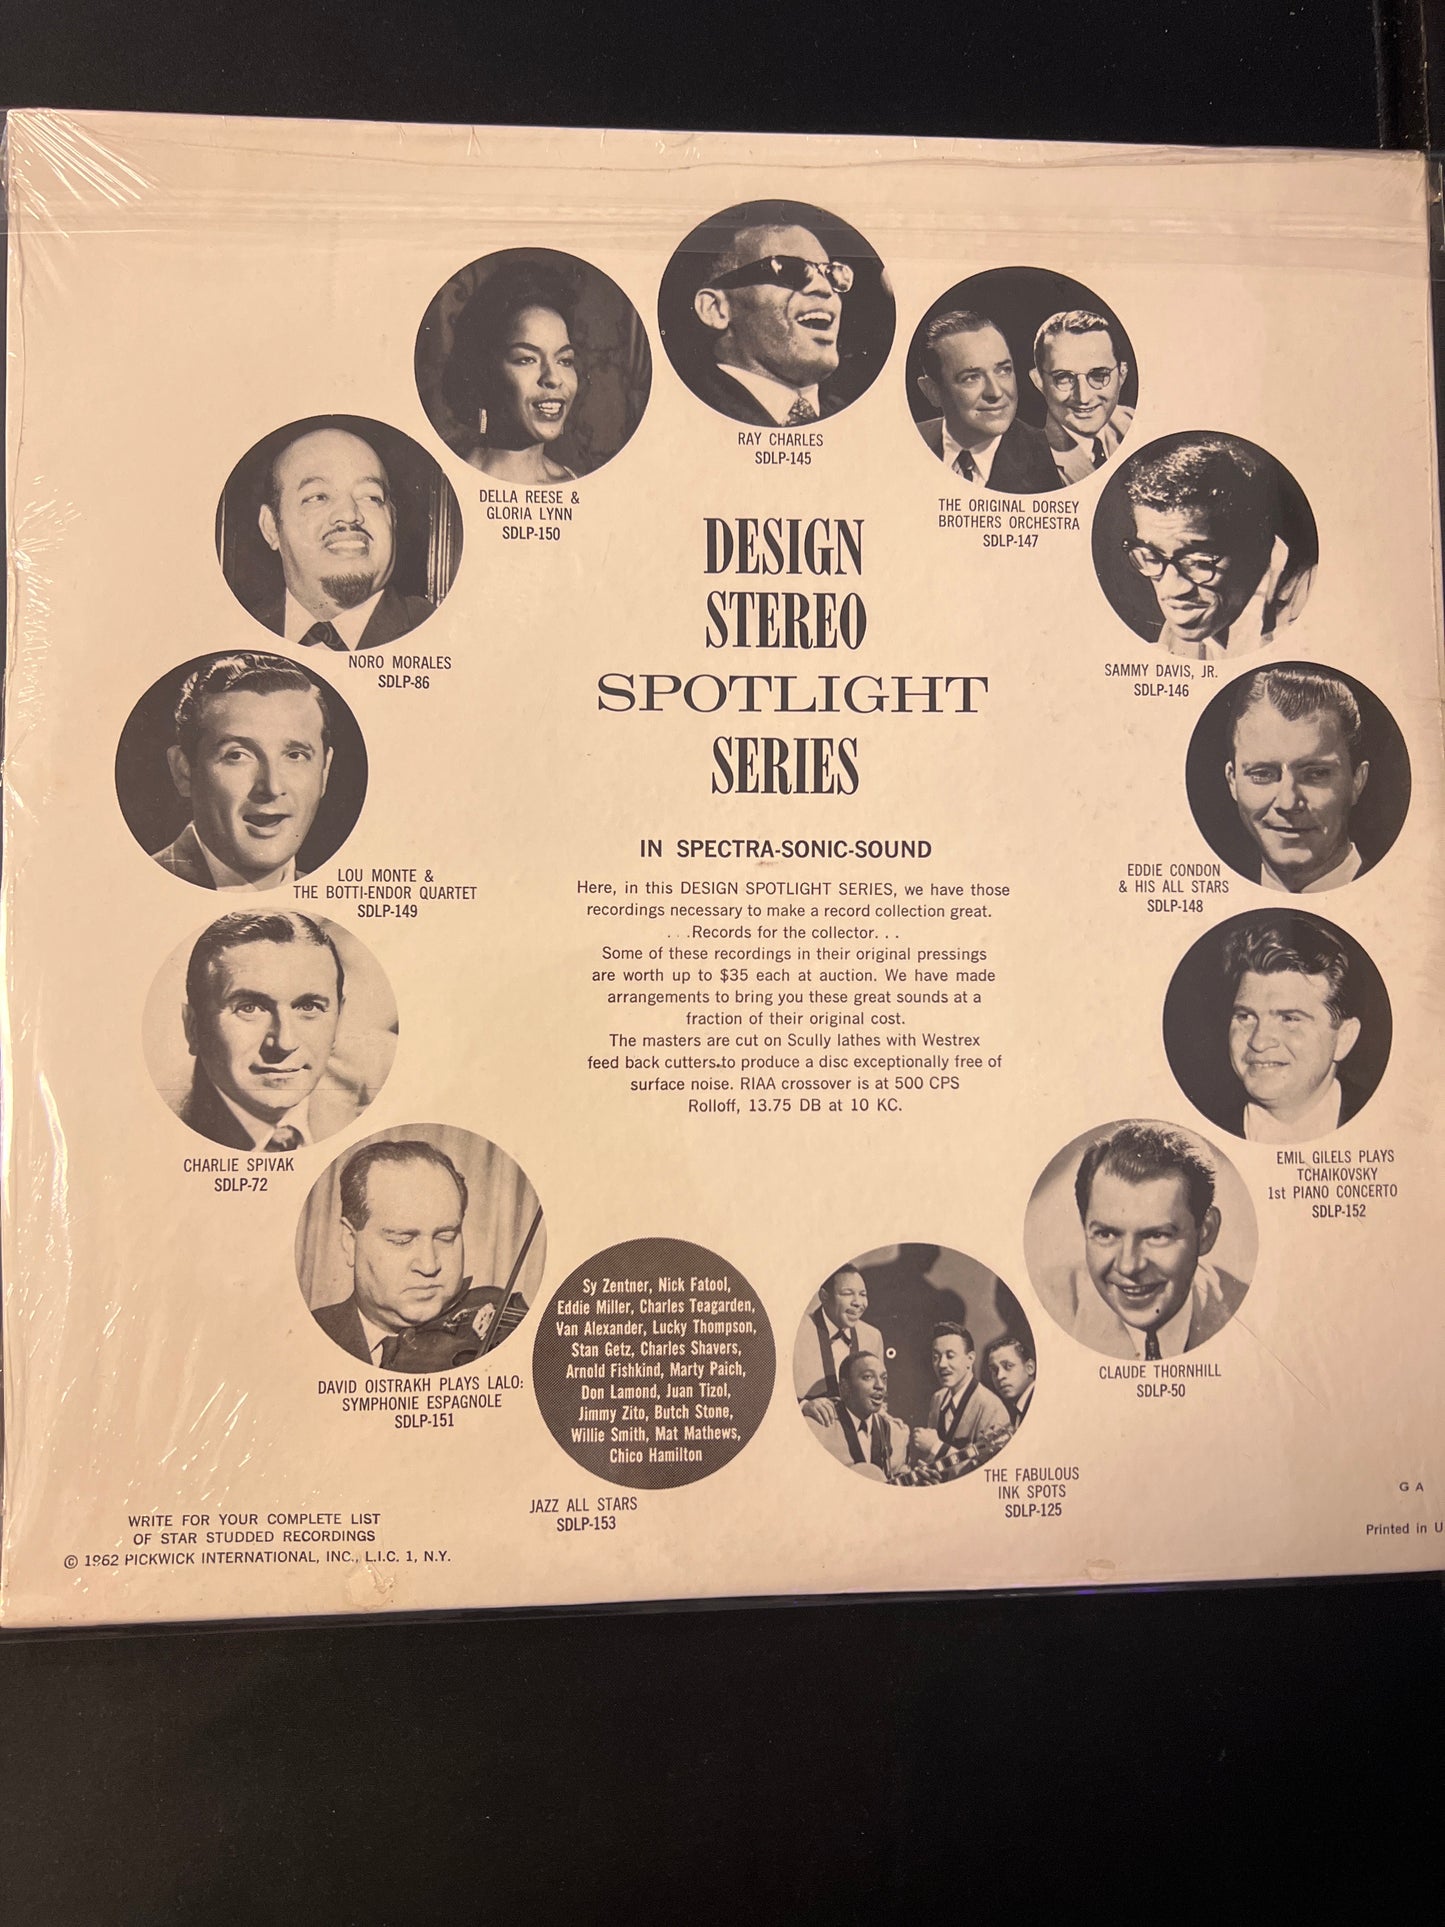 RAY CHARLES
SDLP-145
DELLA REESE &
GLORIA LYNN
SDLP-150
THE ORIGINAL DORSEY
BROTHERS ORCHESTRA
SDLP-147
NORO MORALES
SDLP-86
SAMMY DAVIS, JR.
SDLP-146
DESIGN
STEREO
SPOTLIGHT
SERIES
IN SPECTRA-SONIC-SOUND
Here, in this DESIGN SPOTLIGHT SERIES, we have those
recordings necessary to make a record collection great.
. . .Records for the collector. . .
Some of these recordings in their original pressings
are worth up to $35 each at auction. We have made
arrangements to bring you these great sounds at a
fraction of their original cost.
The masters are cut on Scully lathes with Westrex
feed back cutters to produce a disc exceptionally free of
surface noise. RIAA crossover is at 500 CPS
Rolloff, 13.75 DB at 10 KC.
LOU MONTE &
THE BOTTI-ENDOR QUARTET
SDLP-149
EDDIE CONDON
& HIS ALL STARS
SDLP-148
CHARLIE SPIVAK
SDLP-72
EMIL GILELS PLAYS
TCHAIKOVSKY
1st PIANO CONCERTO
SDLP-152
DAVID OISTRAKH PLAYS LALO:
SYMPHONIE ESPAGNOLE
SDLP-151
Sy Zentner, Nick Fatool,
Eddie Miller, Charles Teagarden,
Van Alexander, Lucky Thompson,
Stan Getz, Charles Shavers,
Arnold Fishkind, Marty Paich,
Don Lamond, Juan Tizol,
Jimmy Zito, Butch Stone,
Willie Smith, Mat Mathews,
Chico Hamilton
JAZZ ALL STARS
SDLP-153
THE FABULOUS
INK SPOTS
SDLP-125
CLAUDE THORNHILL
SDLP-50
WRITE FOR YOUR COMPLETE LIST
OF STAR STUDDED RECORDINGS
© 1962 PICKWICK INTERNATIONAL, INC., L.I.C. 1, N.Y.
G A
Printed in U